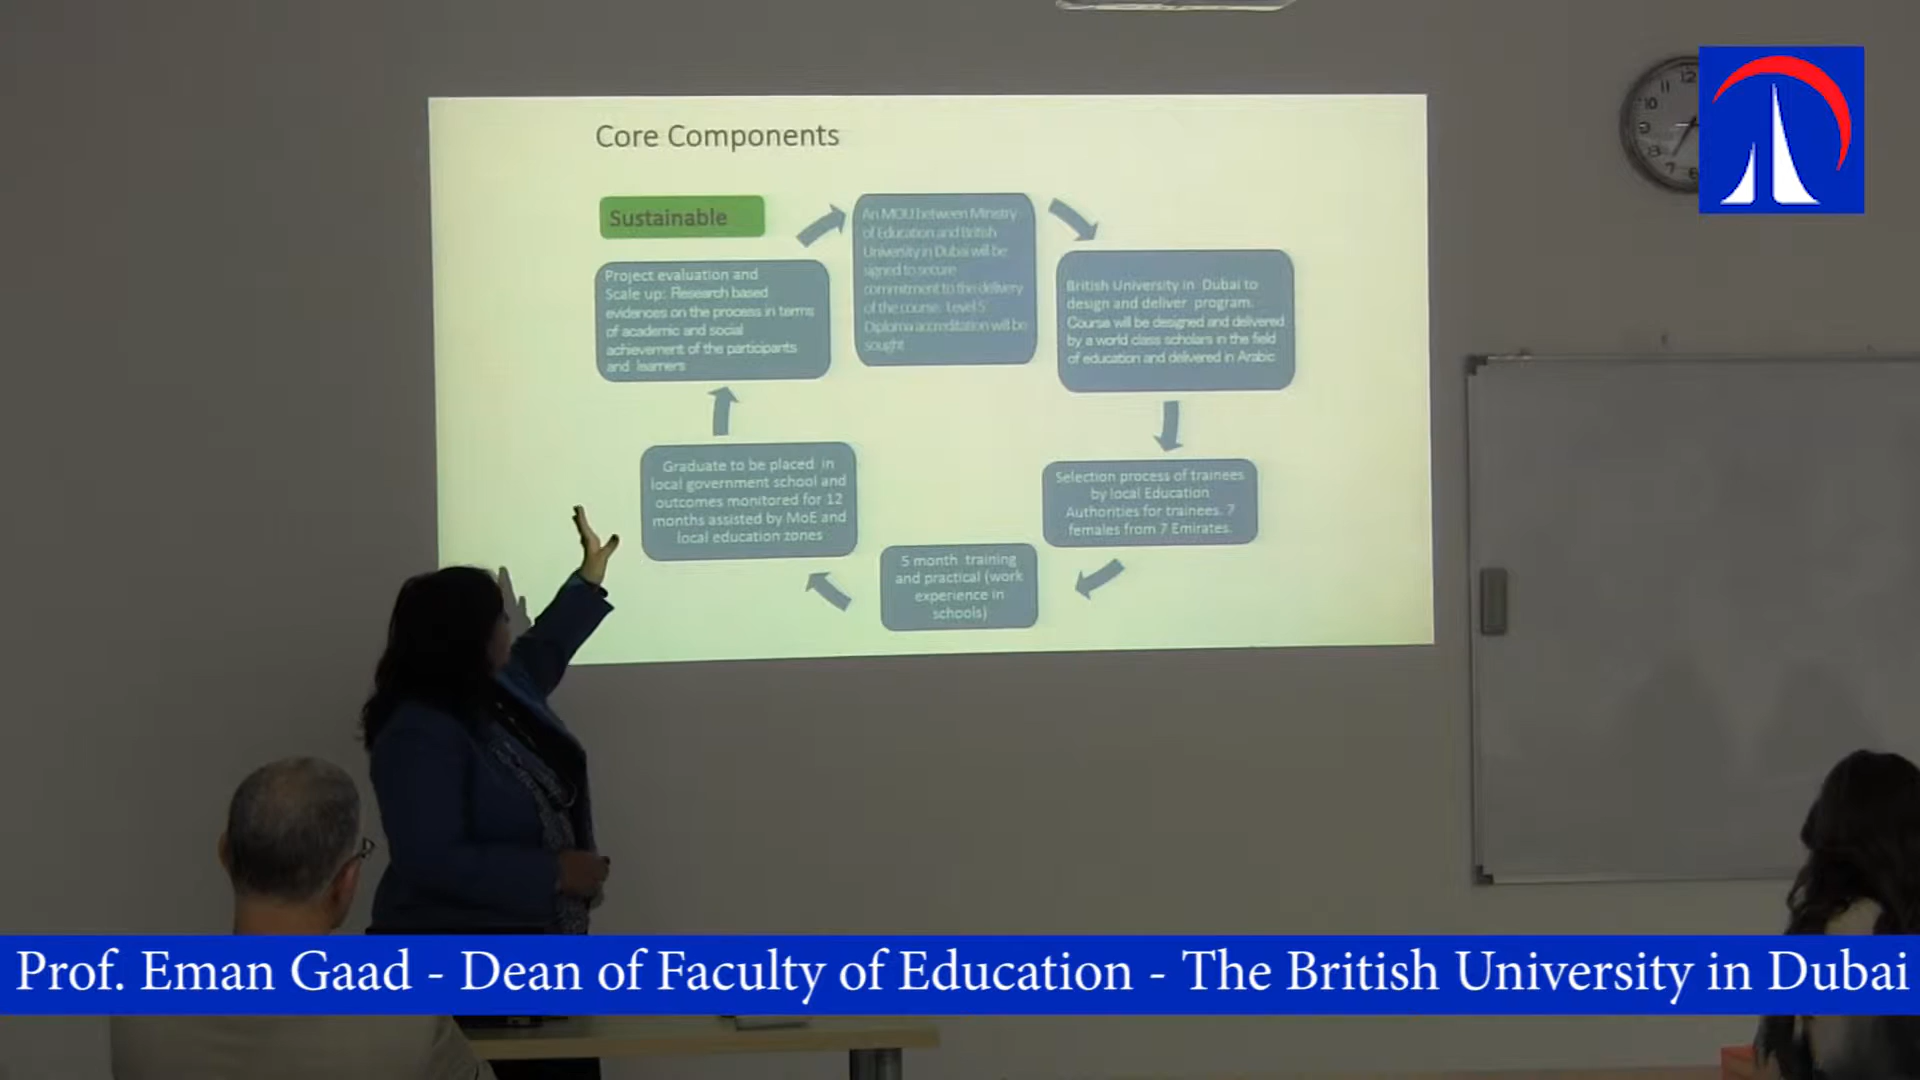 Core Components
Sustainable
An MOU between Ministry
of Education and British
University in Dubai will be
signed to secure
commitment to the delivery
of the course. Level 5
Diploma accreditation will be
sought
British University in Dubai to
design and deliver program.
Course will be designed and delivered
by a world class scholars in the field
of education and delivered in Arabic
Selection process of trainees
by local Education
Authorities for trainees. 7
females from 7 Emirates.
5 month training
and practical (work
experience in
schools)
Graduate to be placed in
local government school and
outcomes monitored for 12
months assisted by MoE and
local education zones
Project evaluation and
Scale up: Research based
evidences on the process in terms
of academic and social
achievement of the participants
and learners
12
11
10
9
8
7
6
Prof. Eman Gaad - Dean of Faculty of Education - The British University in Dubai